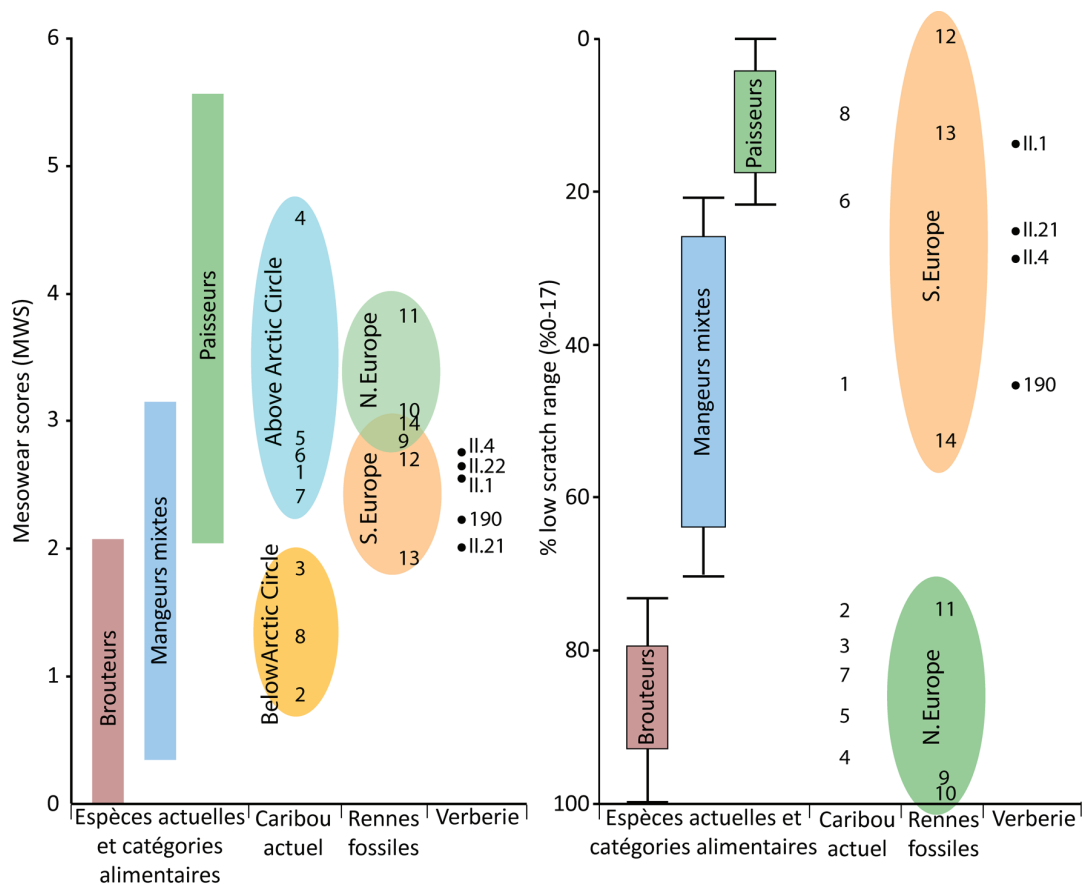 Mesowear scores (MWS)
6
5
4
3
2
1
0
Brouteurs
Mangeurs mixtes
Paisseurs
Above Arctic Circle
4
5
6
1
7
BelowArctic Circle
3
8
2
N. Europe
11
10
14
9
S. Europe
12
13
II.4
II.22
II.1
190
II.21
Espèces actuelles
et catégories
alimentaires
Caribou
actuel
Rennes
fossiles
Verberie
% low scratch range (%0-17)
0
20
40
60
80
100
Brouteurs
Mangeurs mixtes
Paisseurs
8
6
1
2
3
7
5
4
12
13
S. Europe
14
11
N. Europe
9
10
II.1
II.21
II.4
190
Espèces actuelles et
catégories alimentaires
Caribou
actuel
Rennes
fossiles
Verberie